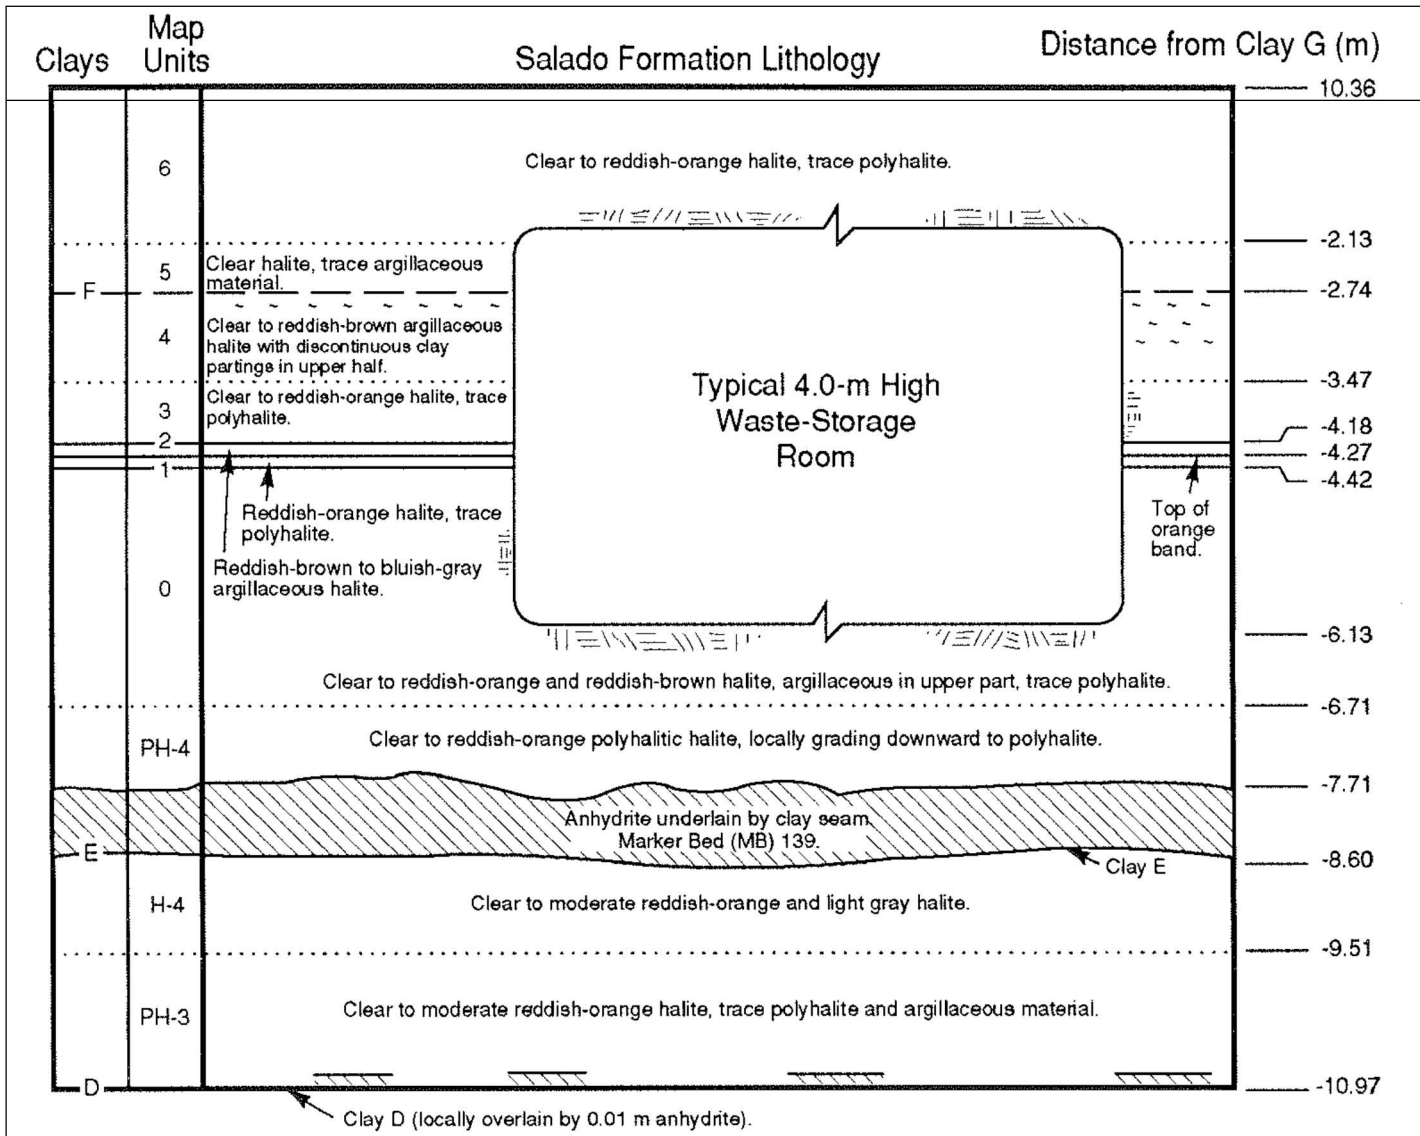 Clays
Map
Units
Salado Formation Lithology
Distance from Clay G (m)
10.36
6
Clear to reddish-orange halite, trace polyhalite.
-2.13
5
Clear halite, trace argillaceous
material.
F
-2.74
4
Clear to reddish-brown argillaceous
halite with discontinuous clay
partings in upper half.
Typical 4.0-m High
Waste-Storage
Room
-3.47
3
Clear to reddish-orange halite, trace
polyhalite.
2
-4.18
-4.27
1
-4.42
Reddish-orange halite, trace
polyhalite.
Top of
orange
band.
Reddish-brown to bluish-gray
argillaceous halite.
0
-6.13
Clear to reddish-orange and reddish-brown halite, argillaceous in upper part, trace polyhalite.
-6.71
PH-4
Clear to reddish-orange polyhalitic halite, locally grading downward to polyhalite.
-7.71
Anhydrite underlain by clay seam.
Marker Bed (MB) 139.
E
-8.60
Clay E
H-4
Clear to moderate reddish-orange and light gray halite.
-9.51
PH-3
Clear to moderate reddish-orange halite, trace polyhalite and argillaceous material.
D
-10.97
Clay D (locally overlain by 0.01 m anhydrite).